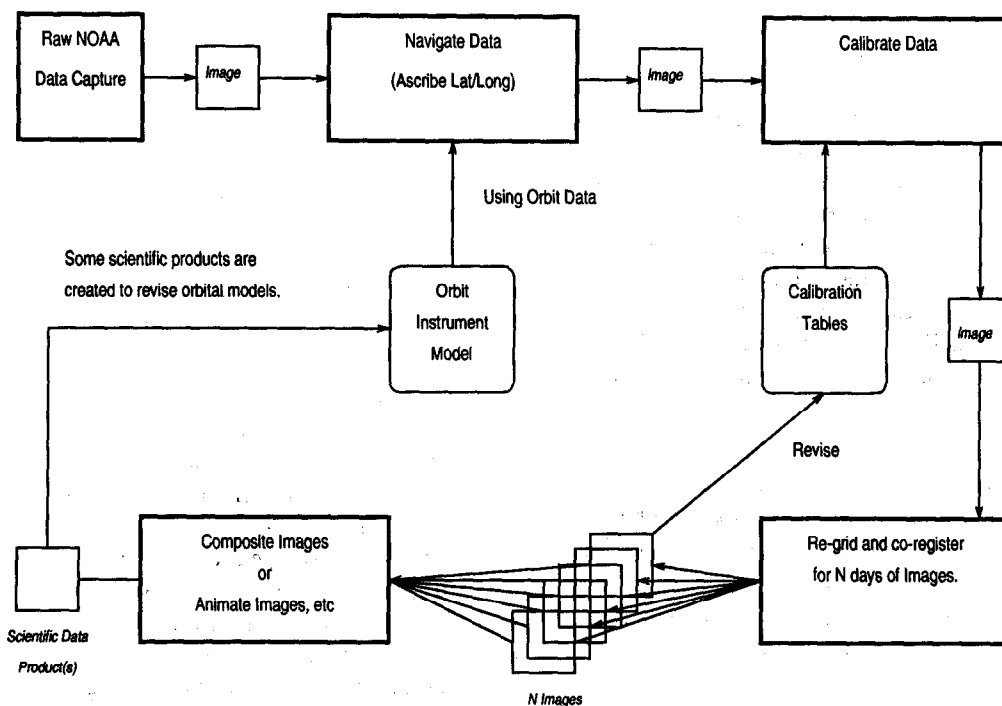 Raw NOAA
Data Capture
Image
Navigate Data
(Ascribe Lat/Long)
Image
Calibrate Data
Using Orbit Data
Some scientific products are
created to revise orbital models.
Orbit
Instrument
Model
Calibration
Tables
Image
Revise
Composite Images
or
Animate Images, etc
Re-grid and co-register
for N days of Images.
Scientific Data
Product(s)
N Images